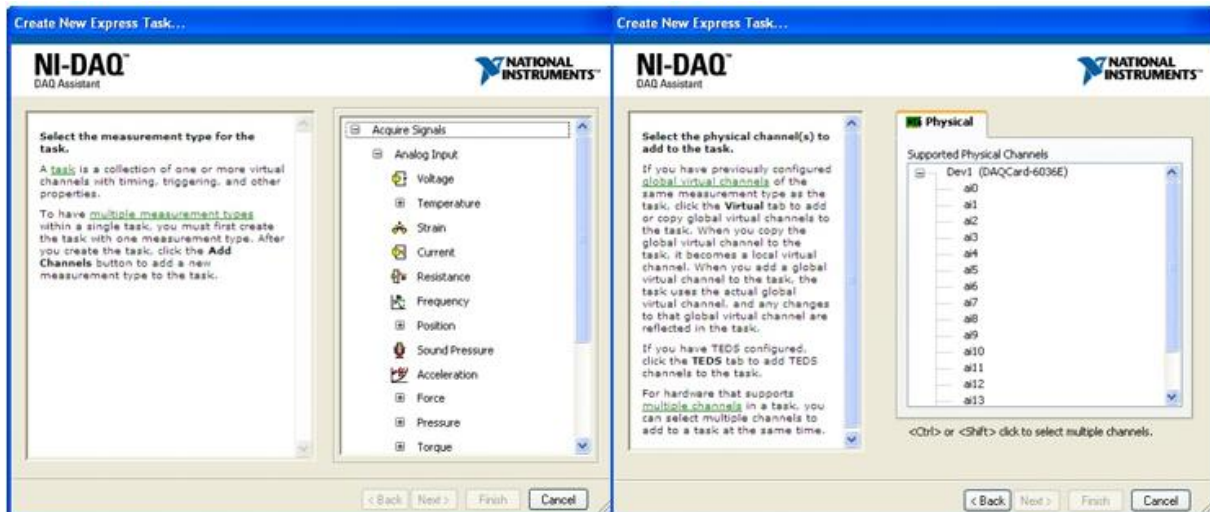 Create New Express Task...
NI-DAQ™
DAQ Assistant
NATIONAL
INSTRUMENTS™
Select the measurement type for the
task.
A task is a collection of one or more virtual
channels with timing, triggering, and other
properties.
To have multiple measurement types
within a single task, you must first create
the task with one measurement type. After
you create the task, click the Add
Channels button to add a new
measurement type to the task.
Acquire Signals
Analog Input
Voltage
Temperature
Strain
Current
Resistance
Frequency
Position
Sound Pressure
Acceleration
Force
Pressure
Torque
< Back
Next >
Finish
Cancel
Create New Express Task...
NI-DAQ™
DAQ Assistant
NATIONAL
INSTRUMENTS™
Select the physical channel(s) to
add to the task.
If you have previously configured
global virtual channels of the
same measurement type as the
task, click the Virtual tab to add
or copy global virtual channels to
the task. When you copy the
global virtual channel to the
task, it becomes a local virtual
channel. When you add a global
virtual channel to the task, the
task uses the actual global
virtual channel, and any changes
to that global virtual channel are
reflected in the task.
If you have TEDS configured,
click the TEDS tab to add TEDS
channels to the task.
For hardware that supports
multiple channels in a task, you
can select multiple channels to
add to a task at the same time.
Physical
Supported Physical Channels
Dev1 (DAQCard-6036E)
ai0
ai1
ai2
ai3
ai4
ai5
ai6
ai7
ai8
ai9
ai10
ai11
ai12
ai13
<Ctrl> or <Shift> click to select multiple channels.
< Back
Next >
Finish
Cancel